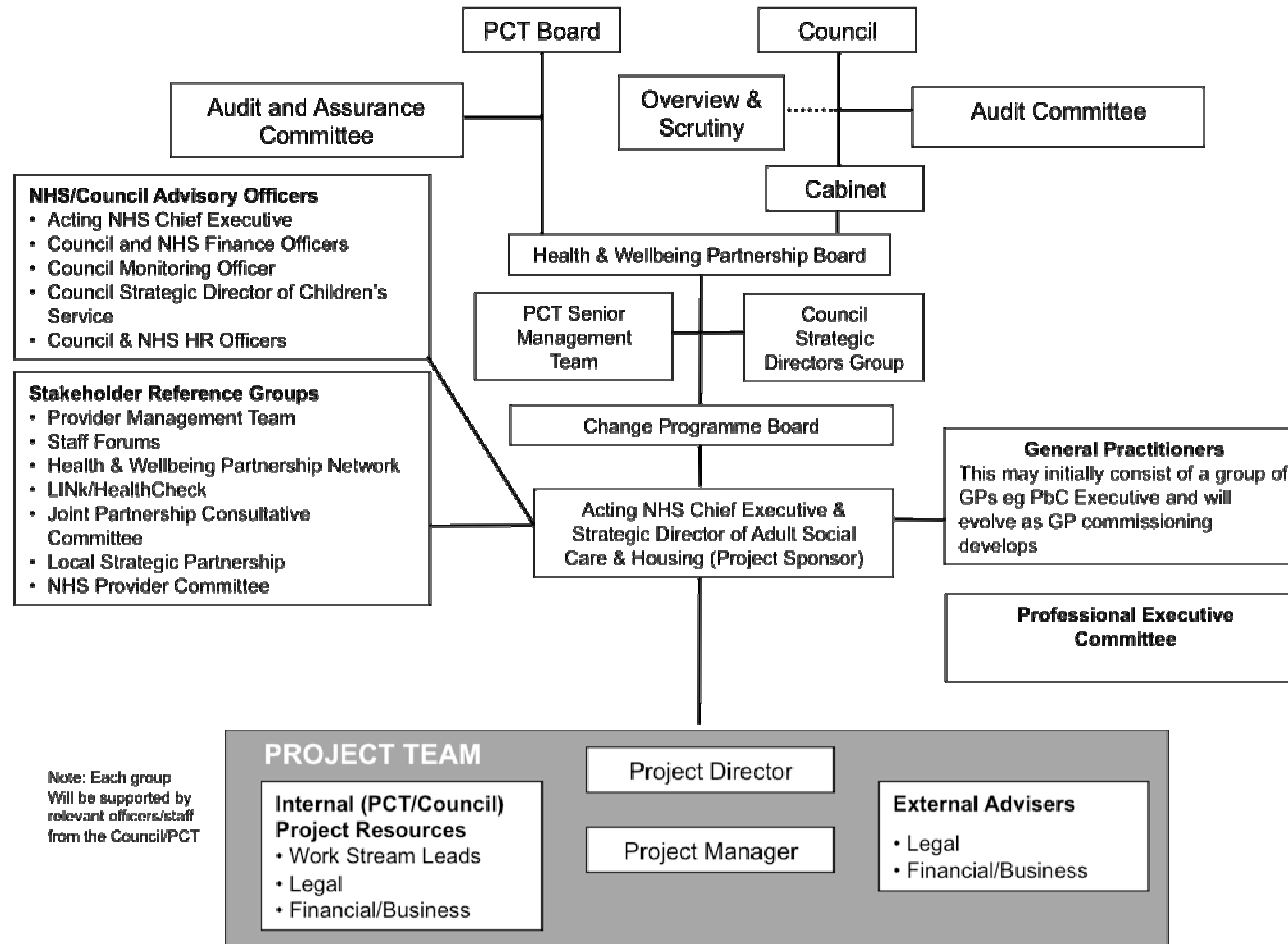 PCT Board
Council
Audit and Assurance
Committee
Overview &
Scrutiny
Audit Committee
Cabinet
NHS/Council Advisory Officers
• Acting NHS Chief Executive
• Council and NHS Finance Officers
• Council Monitoring Officer
• Council Strategic Director of Children's
Service
• Council & NHS HR Officers
Health & Wellbeing Partnership Board
PCT Senior
Management
Team
Council
Strategic
Directors Group
Stakeholder Reference Groups
• Provider Management Team
• Staff Forums
• Health & Wellbeing Partnership Network
• LINk/HealthCheck
• Joint Partnership Consultative
Committee
• Local Strategic Partnership
• NHS Provider Committee
Change Programme Board
Acting NHS Chief Executive &
Strategic Director of Adult Social
Care & Housing (Project Sponsor)
General Practitioners
This may initially consist of a group of
GPs eg PbC Executive and will
evolve as GP commissioning
develops
Professional Executive
Committee
Note: Each group
Will be supported by
relevant officers/staff
from the Council/PCT
PROJECT TEAM
Internal (PCT/Council)
Project Resources
• Work Stream Leads
• Legal
• Financial/Business
Project Director
Project Manager
External Advisers
• Legal
• Financial/Business